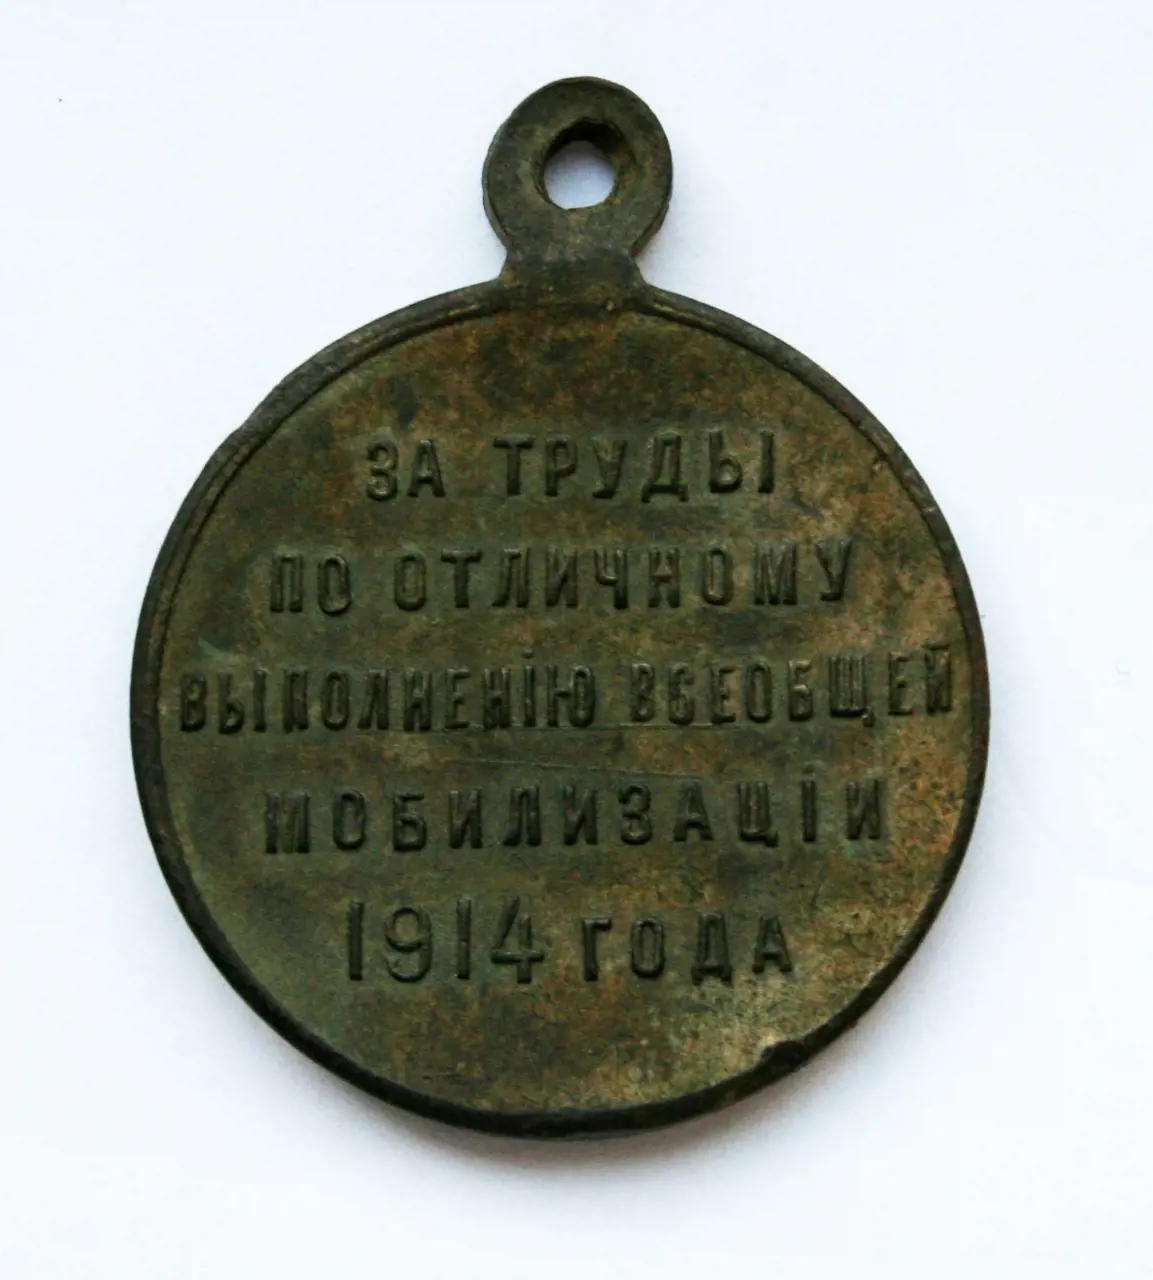 ЗА ТРУДЫ
ПО ОТЛИЧНОМУ
ВЫПОЛНЕНІЮ ВСЕОБЩЕЙ
МОБИЛИЗАЦІИ
1914 ГОДА